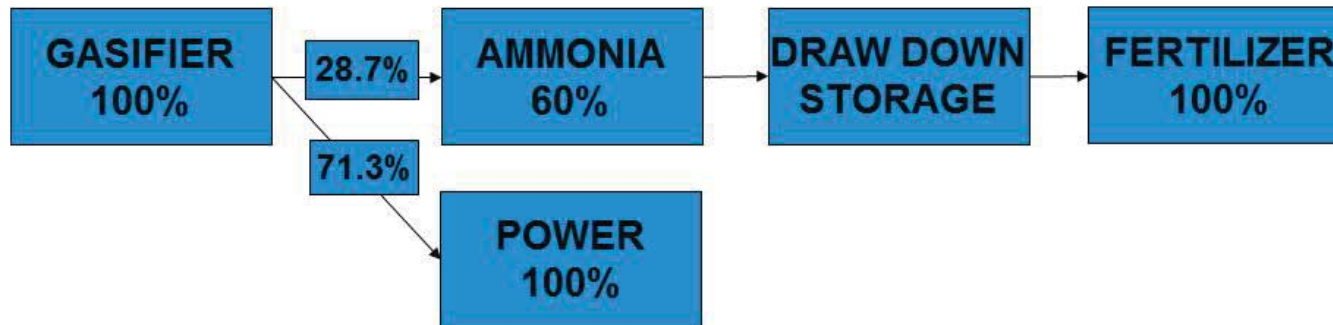 GASIFIER
100%
28.7%
AMMONIA
60%
DRAW DOWN
STORAGE
FERTILIZER
100%
71.3%
POWER
100%